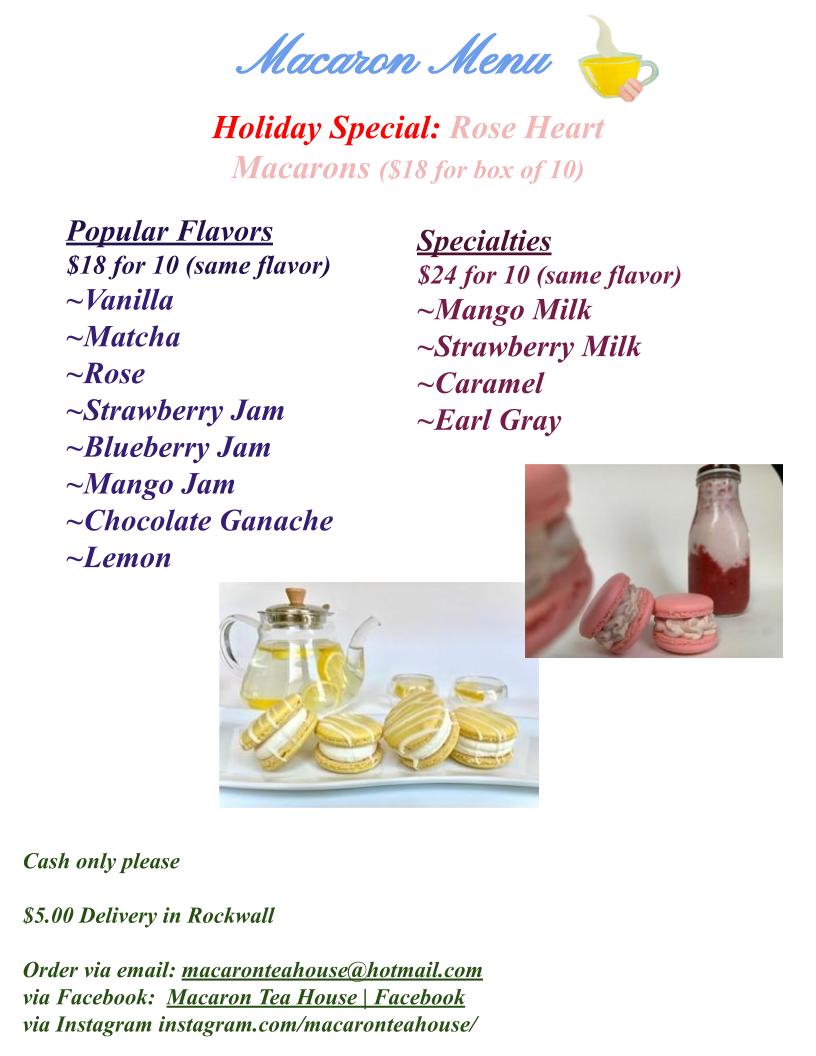 Macaron Menu
Holiday Special: Rose Heart
Macarons ($18 for box of 10)
Popular Flavors
$18 for 10 (same flavor)
~Vanilla
~Matcha
~Rose
~Strawberry Jam
~Blueberry Jam
~Mango Jam
~Chocolate Ganache
~Lemon
Specialties
$24 for 10 (same flavor)
~Mango Milk
~Strawberry Milk
~Caramel
~Earl Gray
Cash only please
$5.00 Delivery in Rockwall
Order via email: macaronteahouse@hotmail.com
via Facebook: Macaron Tea House | Facebook
via Instagram instagram.com/macaronteahouse/